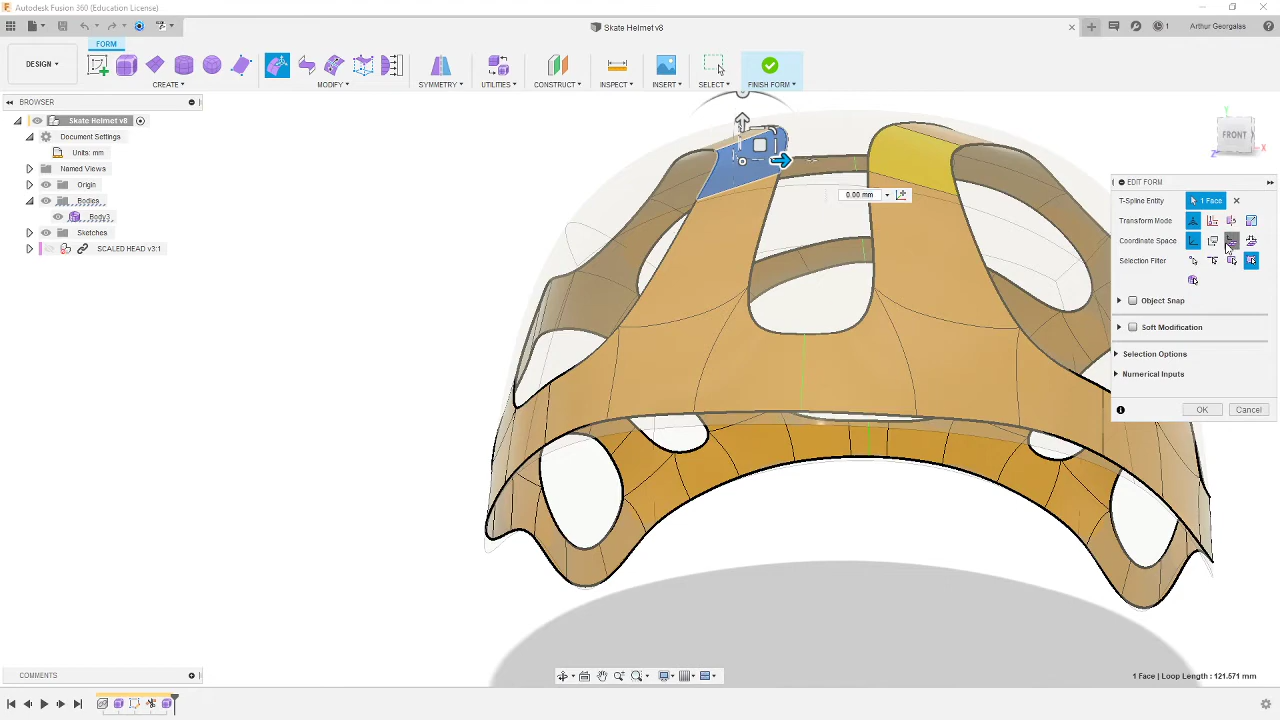 Autodesk Fusion 360 (Education License)
Skate Helmet v8
1
Arthur Georgalas
FORM
DESIGN
CREATE
MODIFY
SYMMETRY
UTILITIES
CONSTRUCT
INSPECT
INSERT
SELECT
FINISH FORM
BROWSER
Skate Helmet v8
Document Settings
Units: mm
Named Views
Origin
Bodies
Body3
Sketches
SCALED HEAD v3:1
0.00 mm
Y
FRONT
X
Z
EDIT FORM
T-Spline Entity
1 Face
Transform Mode
Coordinate Space
Selection Filter
Object Snap
Soft Modification
Selection Options
Numerical Inputs
OK
Cancel
COMMENTS
1 Face | Loop Length : 121.571 mm